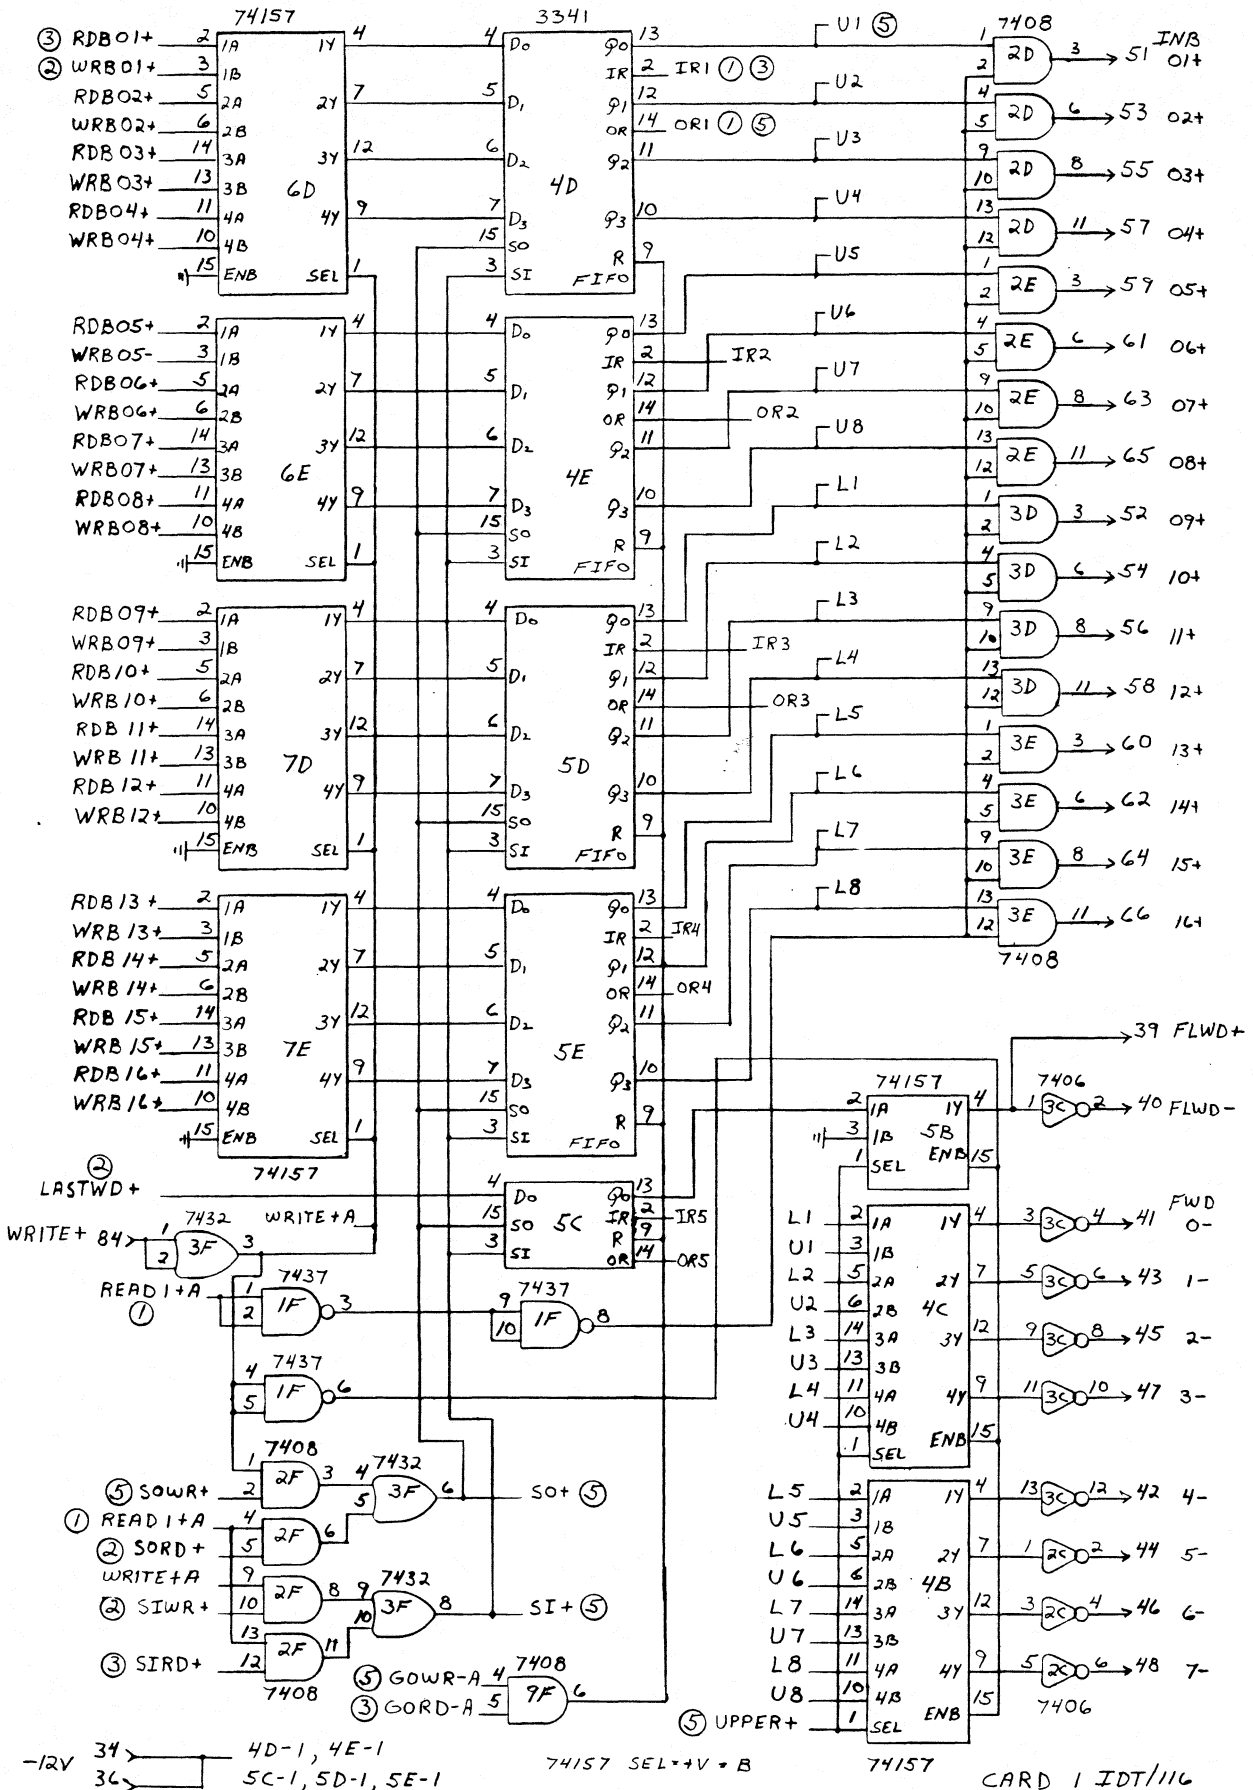 74157 3341 7408 INB
③ RDB01+ 2 1A 1Y 4 4 D0 Q0 13 U1 ⑤ 1 2 2D 3 51 01+
② WRB01+ 3 1B IR 2 IR1 ① ③
RDB02+ 5 2A 2Y 7 5 D1 Q1 12 U2 4 5 2D 6 53 02+
WRB02+ 6 2B OR 14 OR1 ① ⑤
RDB03+ 14 3A 3Y 12 6 D2 Q2 11 U3 9 10 2D 8 55 03+
WRB03+ 13 3B 6D 4D
RDB04+ 11 4A 4Y 9 7 D3 Q3 10 U4 13 12 2D 11 57 04+
WRB04+ 10 4B 15 SO R 9
15 ENB SEL 1 3 SI FIFO U5 1 2 2E 3 59 05+
RDB05+ 2 1A 1Y 4 4 D0 Q0 13 U6 4 5 2E 6 61 06+
WRB05- 3 1B IR 2 IR2
RDB06+ 5 2A 2Y 7 5 D1 Q1 12 U7 9 10 2E 8 63 07+
WRB06+ 6 2B OR 14 OR2
RDB07+ 14 3A 3Y 12 6 D2 Q2 11 U8 13 12 2E 11 65 08+
WRB07+ 13 3B 6E 4E
RDB08+ 11 4A 4Y 9 7 D3 Q3 10 L1 1 2 3D 3 52 09+
WRB08+ 10 4B 15 SO R 9
15 ENB SEL 1 3 SI FIFO L2 4 5 3D 6 54 10+
RDB09+ 2 1A 1Y 4 4 D0 Q0 13 L3 9 10 3D 8 56 11+
WRB09+ 3 1B IR 2 IR3
RDB10+ 5 2A 2Y 7 5 D1 Q1 12 L4 13 12 3D 11 58 12+
WRB10+ 6 2B OR 14 OR3
RDB11+ 14 3A 3Y 12 6 D2 Q2 11 L5 1 2 3E 3 60 13+
WRB11+ 13 3B 7D 5D
RDB12+ 11 4A 4Y 9 7 D3 Q3 10 L6 4 5 3E 6 62 14+
WRB12+ 10 4B 15 SO R 9
15 ENB SEL 1 3 SI FIFO L7 9 10 3E 8 64 15+
RDB13+ 2 1A 1Y 4 4 D0 Q0 13 L8 13 12 3E 11 66 16+
WRB13+ 3 1B IR 2 IR4 7408
RDB14+ 5 2A 2Y 7 5 D1 Q1 12
WRB14+ 6 2B OR 14 OR4
RDB15+ 14 3A 3Y 12 6 D2 Q2 11 39 FLWD+
WRB15+ 13 3B 7E 5E
RDB16+ 11 4A 4Y 9 7 D3 Q3 10 74157 7406
WRB16+ 10 4B 15 SO R 9 2 1A 1Y 4 1 3C 2 40 FLWD-
15 ENB SEL 1 3 SI FIFO 3 1B 5B ENB 15
74157 1 SEL
② LASTWD+ 4 D0 Q0 13
15 SO 5C IR 2 IR5 FWD
WRITE+ 84 1 2 7432 3F 3 WRITE+A R 9 L1 2 1A 1Y 4 3 3C 4 41 0-
3 SI OR 14 OR5 U1 3 1B
READ1+A ① 1 2 7437 1F 3 9 10 7437 1F 8 L2 5 2A 2Y 7 5 3C 6 43 1-
U2 6 2B 4C
L3 14 3A 3Y 12 9 3C 8 45 2-
7437 U3 13 3B
4 5 1F 6 L4 11 4A 4Y 9 11 3C 10 47 3-
U4 10 4B ENB 15
7408 7432 1 SEL
1 2F 3 4 3F 6 SO+ ⑤
⑤ SOWR+ 2 5 L5 2 1A 1Y 4 13 3C 12 42 4-
① READ1+A 4 2F 6 U5 3 1B
② SORD+ 5 L6 5 2A 2Y 7 1 2C 2 44 5-
WRITE+A 9 2F 8 7432 U6 6 2B 4B
② SIWR+ 10 9 10 3F 8 SI+ ⑤ L7 14 3A 3Y 12 3 2C 4 46 6-
13 2F 11 U7 13 3B
③ SIRD+ 12 7408 L8 11 4A 4Y 9 5 2C 6 48 7-
⑤ GOWR-A 4 7408 9F 6 U8 10 4B ENB 15 7406
③ GORD-A 5 ⑤ UPPER+ 1 SEL
-12V 34 4D-1, 4E-1 74157 SEL=+V=B 74157
36 5C-1, 5D-1, 5E-1 CARD 1 IDT/116